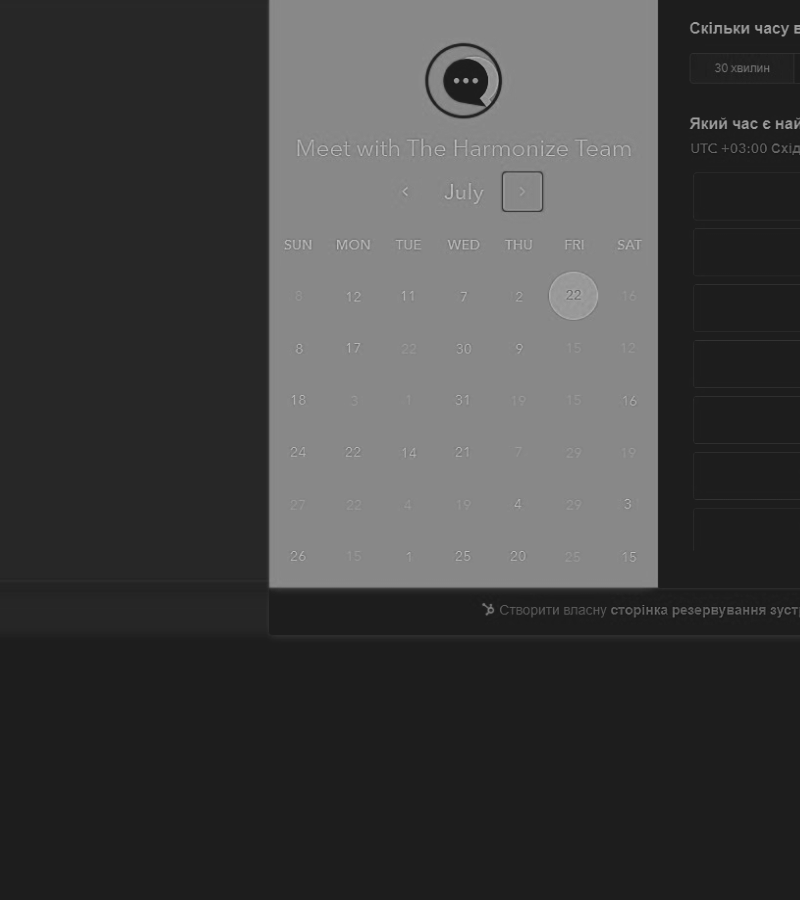 Meet with The Harmonize Team
July
SUN MON TUE WED THU FRI SAT
8 12 11 7 2 22 16
8 17 22 30 9 15 12
18 3 1 31 19 15 16
24 22 14 21 7 29 19
27 22 4 19 4 29 3
26 15 1 25 20 25 15
Скільки часу в
30 хвилин
Який час є най
UTC +03:00 Схід
Створити власну сторінка резервування зуст